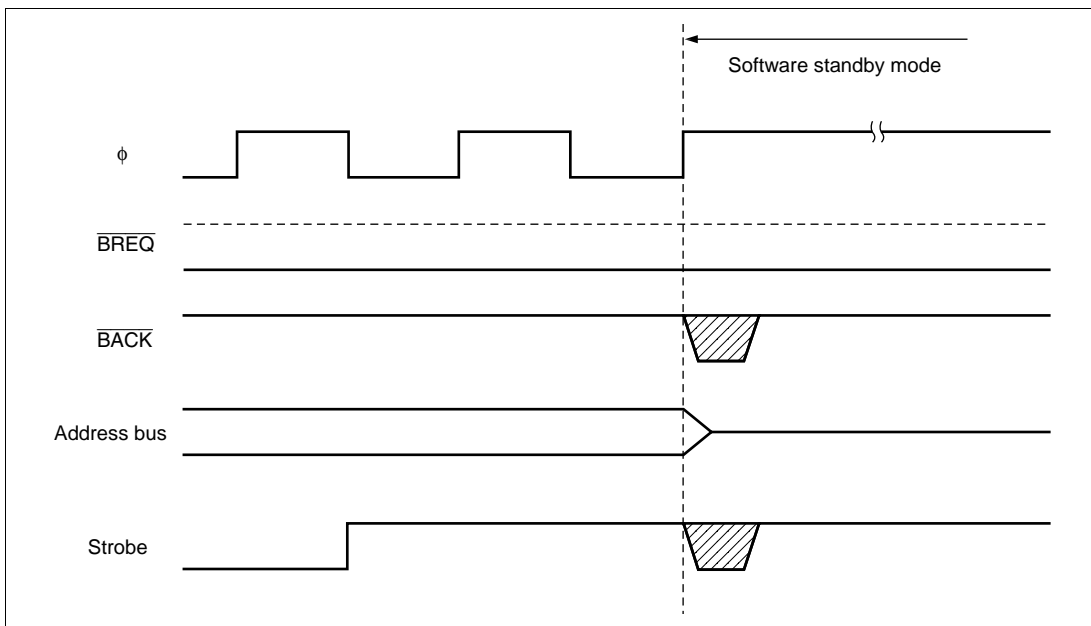 Software standby mode
ϕ
BREQ
BACK
Address bus
Strobe